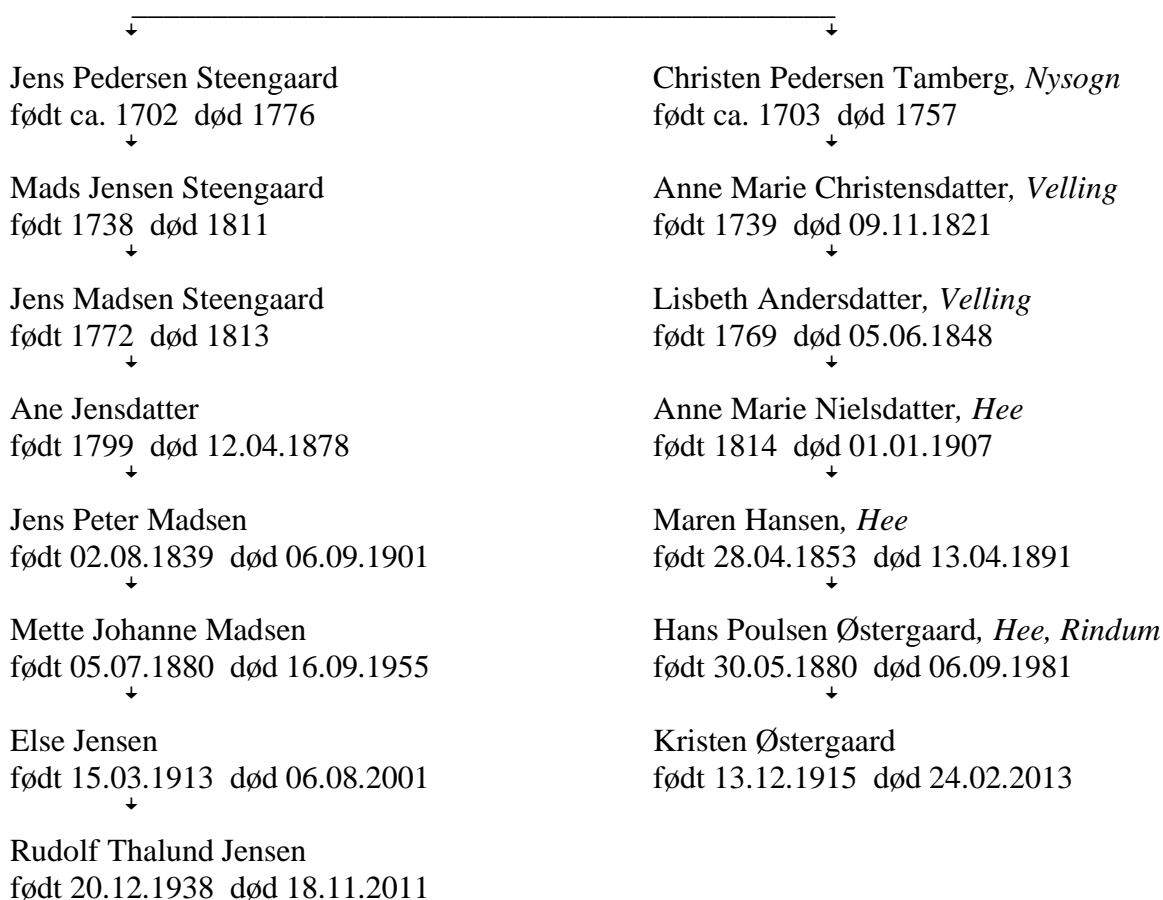 Jens Pedersen Steengaard
født ca. 1702 død 1776
Mads Jensen Steengaard
født 1738 død 1811
Jens Madsen Steengaard
født 1772 død 1813
Ane Jensdatter
født 1799 død 12.04.1878
Jens Peter Madsen
født 02.08.1839 død 06.09.1901
Mette Johanne Madsen
født 05.07.1880 død 16.09.1955
Else Jensen
født 15.03.1913 død 06.08.2001
Rudolf Thalund Jensen
født 20.12.1938 død 18.11.2011
Christen Pedersen Tamberg, Nysogn
født ca. 1703 død 1757
Anne Marie Christensdatter, Velling
født 1739 død 09.11.1821
Lisbeth Andersdatter, Velling
født 1769 død 05.06.1848
Anne Marie Nielsdatter, Hee
født 1814 død 01.01.1907
Maren Hansen, Hee
født 28.04.1853 død 13.04.1891
Hans Poulsen Østergaard, Hee, Rindum
født 30.05.1880 død 06.09.1981
Kristen Østergaard
født 13.12.1915 død 24.02.2013